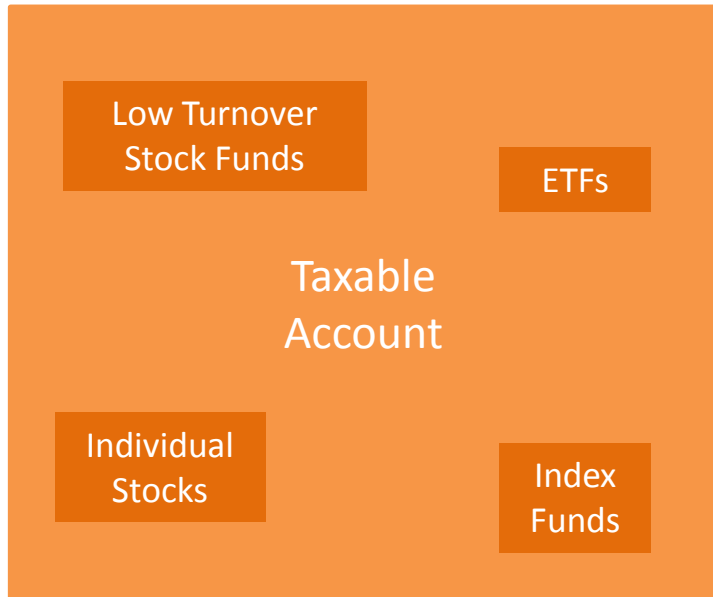 Low Turnover
Stock Funds
ETFs
Taxable
Account
Individual
Stocks
Index
Funds